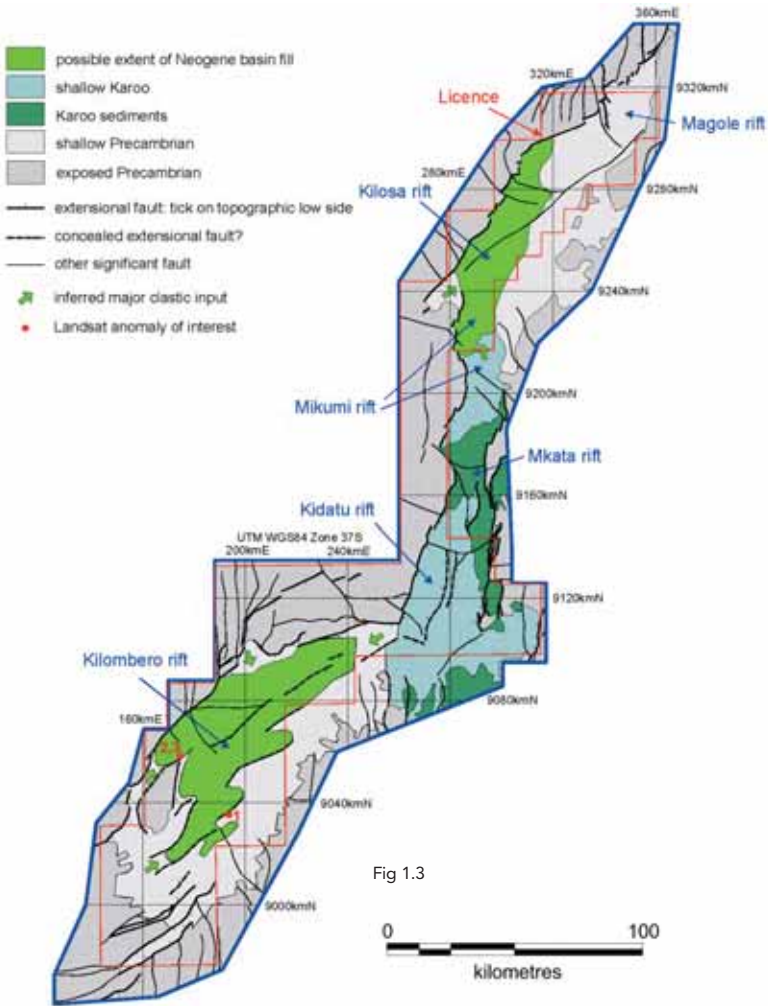 360kmE
possible extent of Neogene basin fill
shallow Karoo
Karoo sediments
shallow Precambrian
exposed Precambrian
extensional fault: tick on topographic low side
concealed extensional fault?
other significant fault
inferred major clastic input
Landsat anomaly of interest
320kmE
9320kmN
Licence
Magole rift
280kmE
9280kmN
Kilosa rift
9240kmN
9200kmN
Mikumi rift
Mkata rift
9160kmN
Kidatu rift
UTM WGS84 Zone 37S
200kmE
240kmE
9120kmN
Kilombero rift
9080kmN
160kmE
9040kmN
Fig 1.3
9000kmN
0
100
kilometres